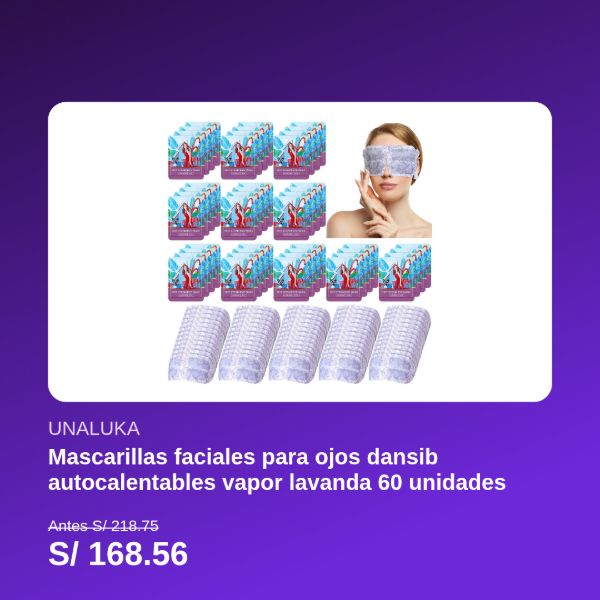 UNALUKA
Mascarillas faciales para ojos dansib
autocalentables vapor lavanda 60 unidades
Antes S/ 218.75
S/ 168.56